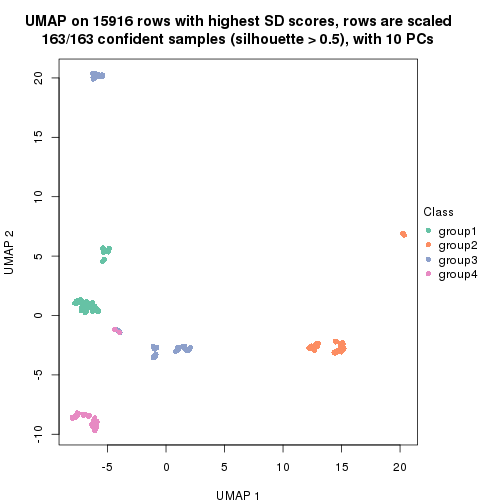 UMAP on 15916 rows with highest SD scores, rows are scaled
163/163 confident samples (silhouette > 0.5), with 10 PCs
20
15
10
5
0
-5
-10
UMAP 2
-5
0
5
10
15
20
UMAP 1
Class
group1
group2
group3
group4